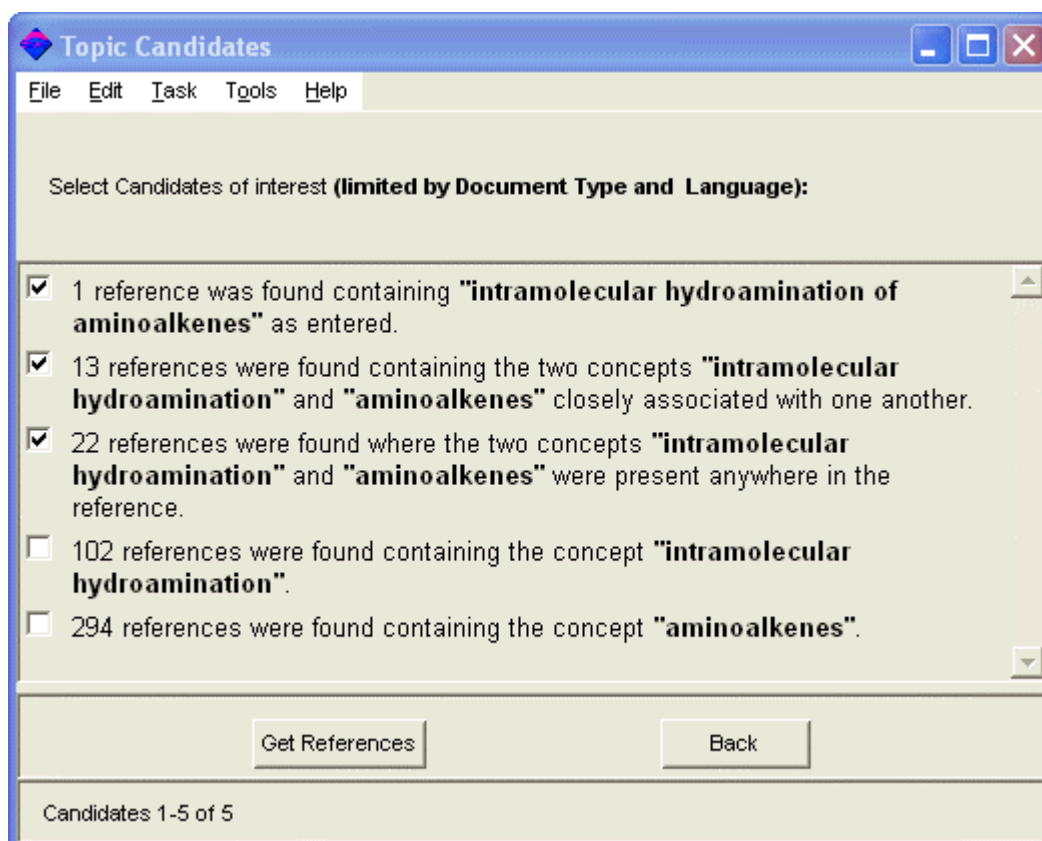 Topic Candidates
File Edit Task Tools Help
Select Candidates of interest (limited by Document Type and Language):
1 reference was found containing "intramolecular hydroamination of
aminoalkenes" as entered.
13 references were found containing the two concepts "intramolecular
hydroamination" and "aminoalkenes" closely associated with one another.
22 references were found where the two concepts "intramolecular
hydroamination" and "aminoalkenes" were present anywhere in the
reference.
102 references were found containing the concept "intramolecular
hydroamination".
294 references were found containing the concept "aminoalkenes".
Get References Back
Candidates 1-5 of 5